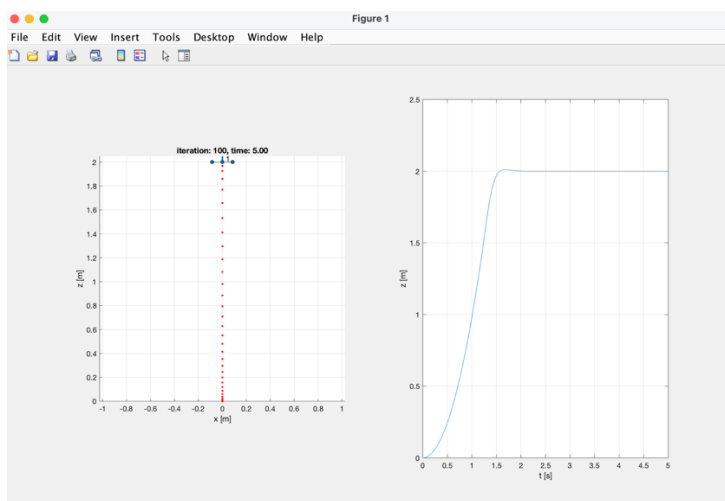 Figure 1
File Edit View Insert Tools Desktop Window Help
iteration: 100, time: 5.00
1
2
1.8
1.6
1.4
1.2
1
0.8
0.6
0.4
0.2
0
z [m]
-1 -0.8 -0.6 -0.4 -0.2 0 0.2 0.4 0.6 0.8 1
x [m]
2.5
2
1.5
1
0.5
0
z [m]
0 0.5 1 1.5 2 2.5 3 3.5 4 4.5 5
t [s]